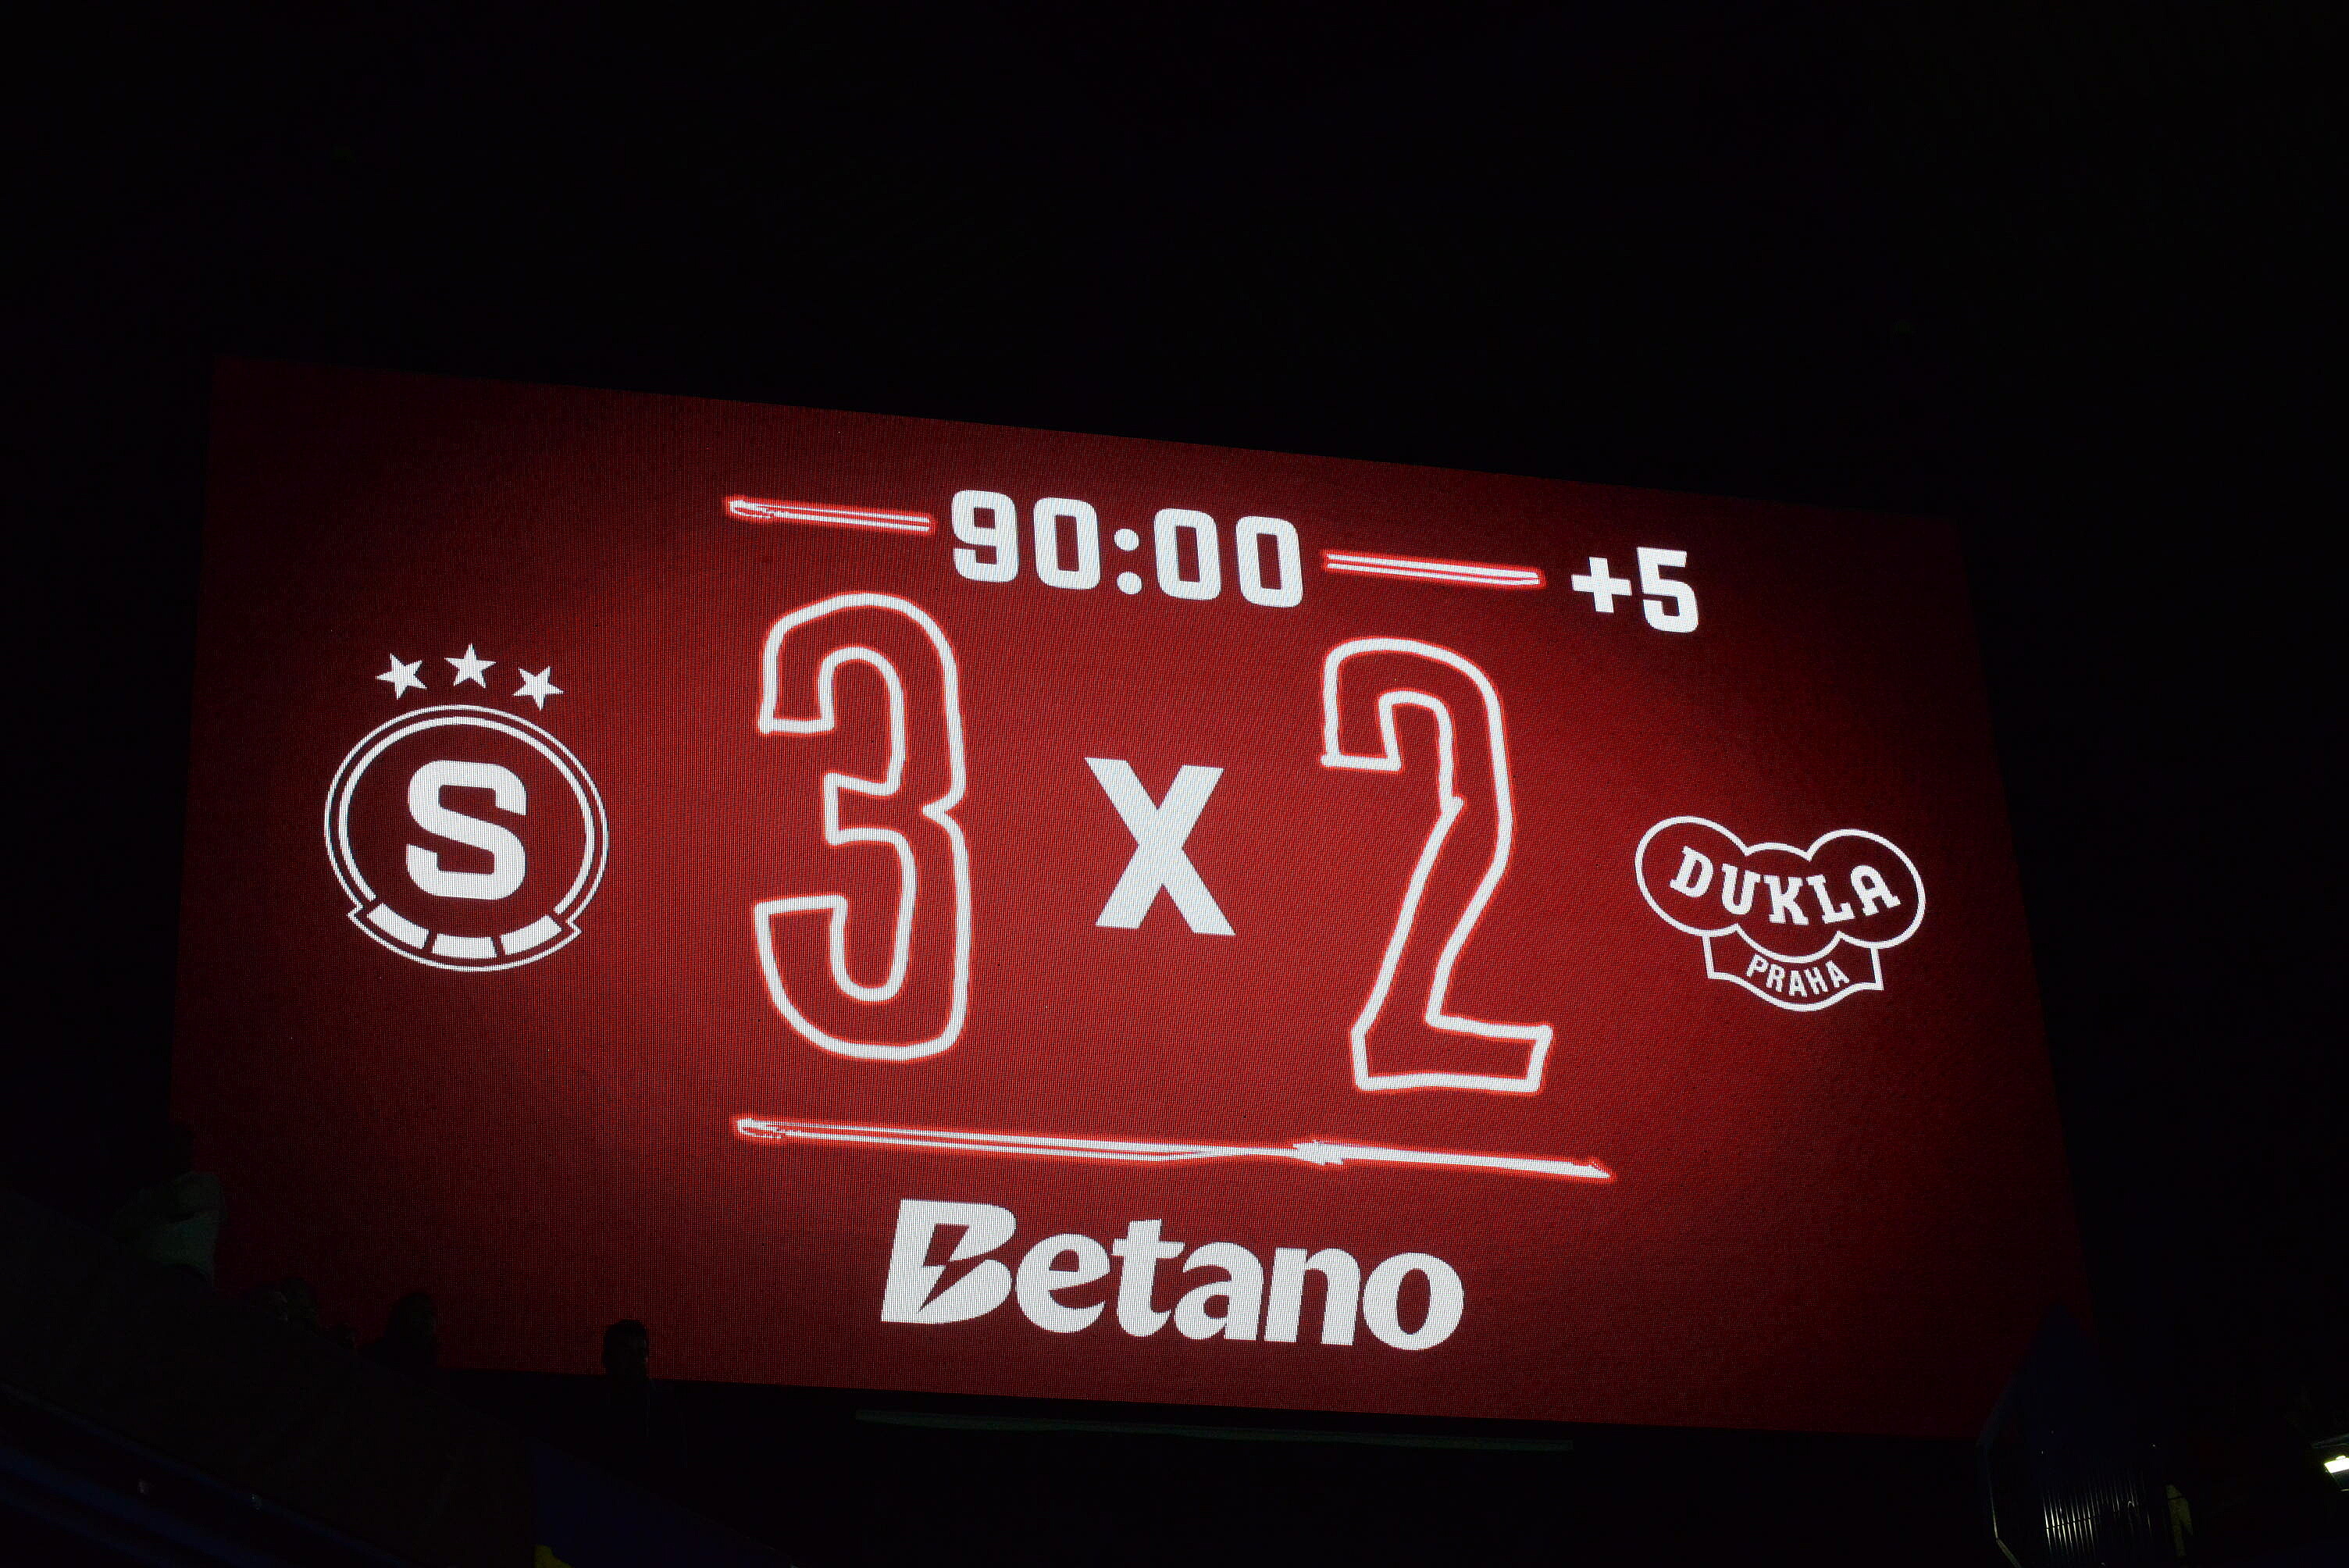 90:00 +5
S 3 X 2 DUKLA
PRAHA
Betano